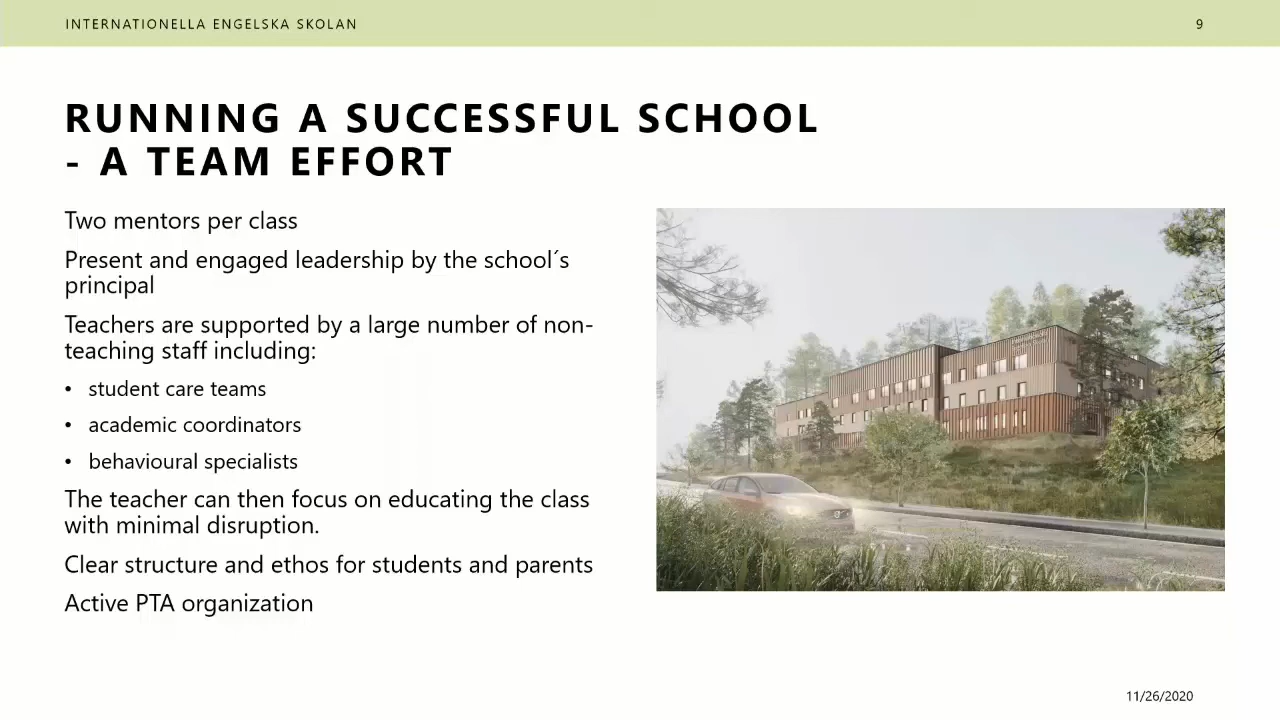 INTERNATIONELLA ENGELSKA SKOLAN
9
RUNNING A SUCCESSFUL SCHOOL
- A TEAM EFFORT
Two mentors per class
Present and engaged leadership by the school´s
principal
Teachers are supported by a large number of non-
teaching staff including:
• student care teams
• academic coordinators
• behavioural specialists
The teacher can then focus on educating the class
with minimal disruption.
Clear structure and ethos for students and parents
Active PTA organization
11/26/2020